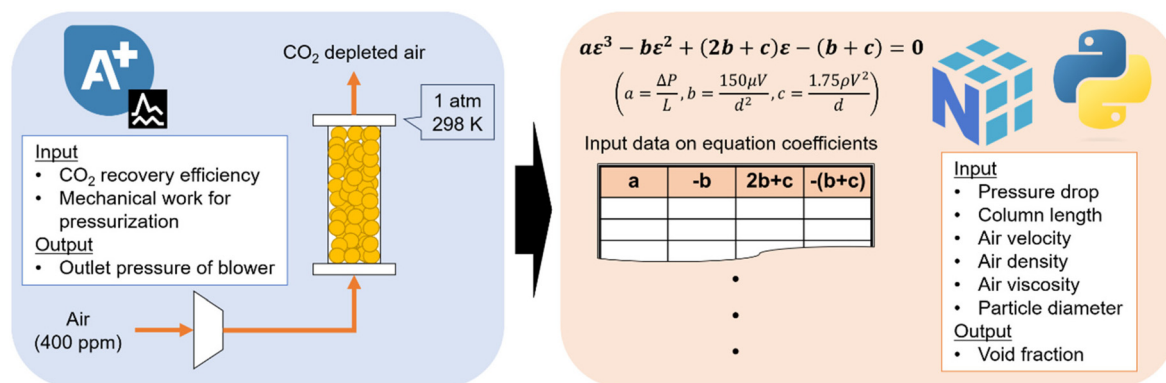 A+
CO₂ depleted air
1 atm
298 K
Input
• CO₂ recovery efficiency
• Mechanical work for
pressurization
Output
• Outlet pressure of blower
Air
(400 ppm)
aε³ − bε² + (2b + c)ε − (b + c) = 0
(a = ΔP/L, b = 150μV/d², c = 1.75ρV²/d)
Input data on equation coefficients
a -b 2b+c -(b+c)
N
Input
• Pressure drop
• Column length
• Air velocity
• Air density
• Air viscosity
• Particle diameter
Output
• Void fraction